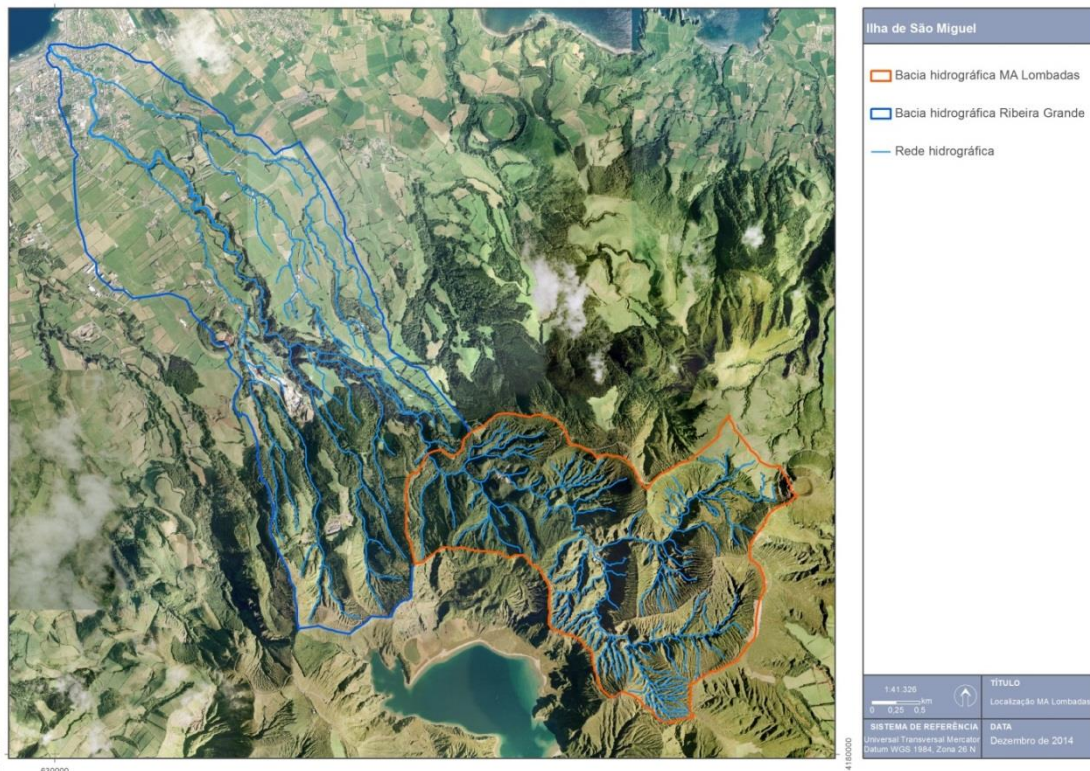 Ilha de São Miguel
Bacia hidrográfica MA Lombadas
Bacia hidrográfica Ribeira Grande
Rede hidrográfica
1:41.326
km
0 0,25 0,5
TÍTULO
Localização MA Lombadas
SISTEMA DE REFERÊNCIA
Universal Transversal Mercator
Datum WGS 1984, Zona 26 N
DATA
Dezembro de 2014
630000
4180000